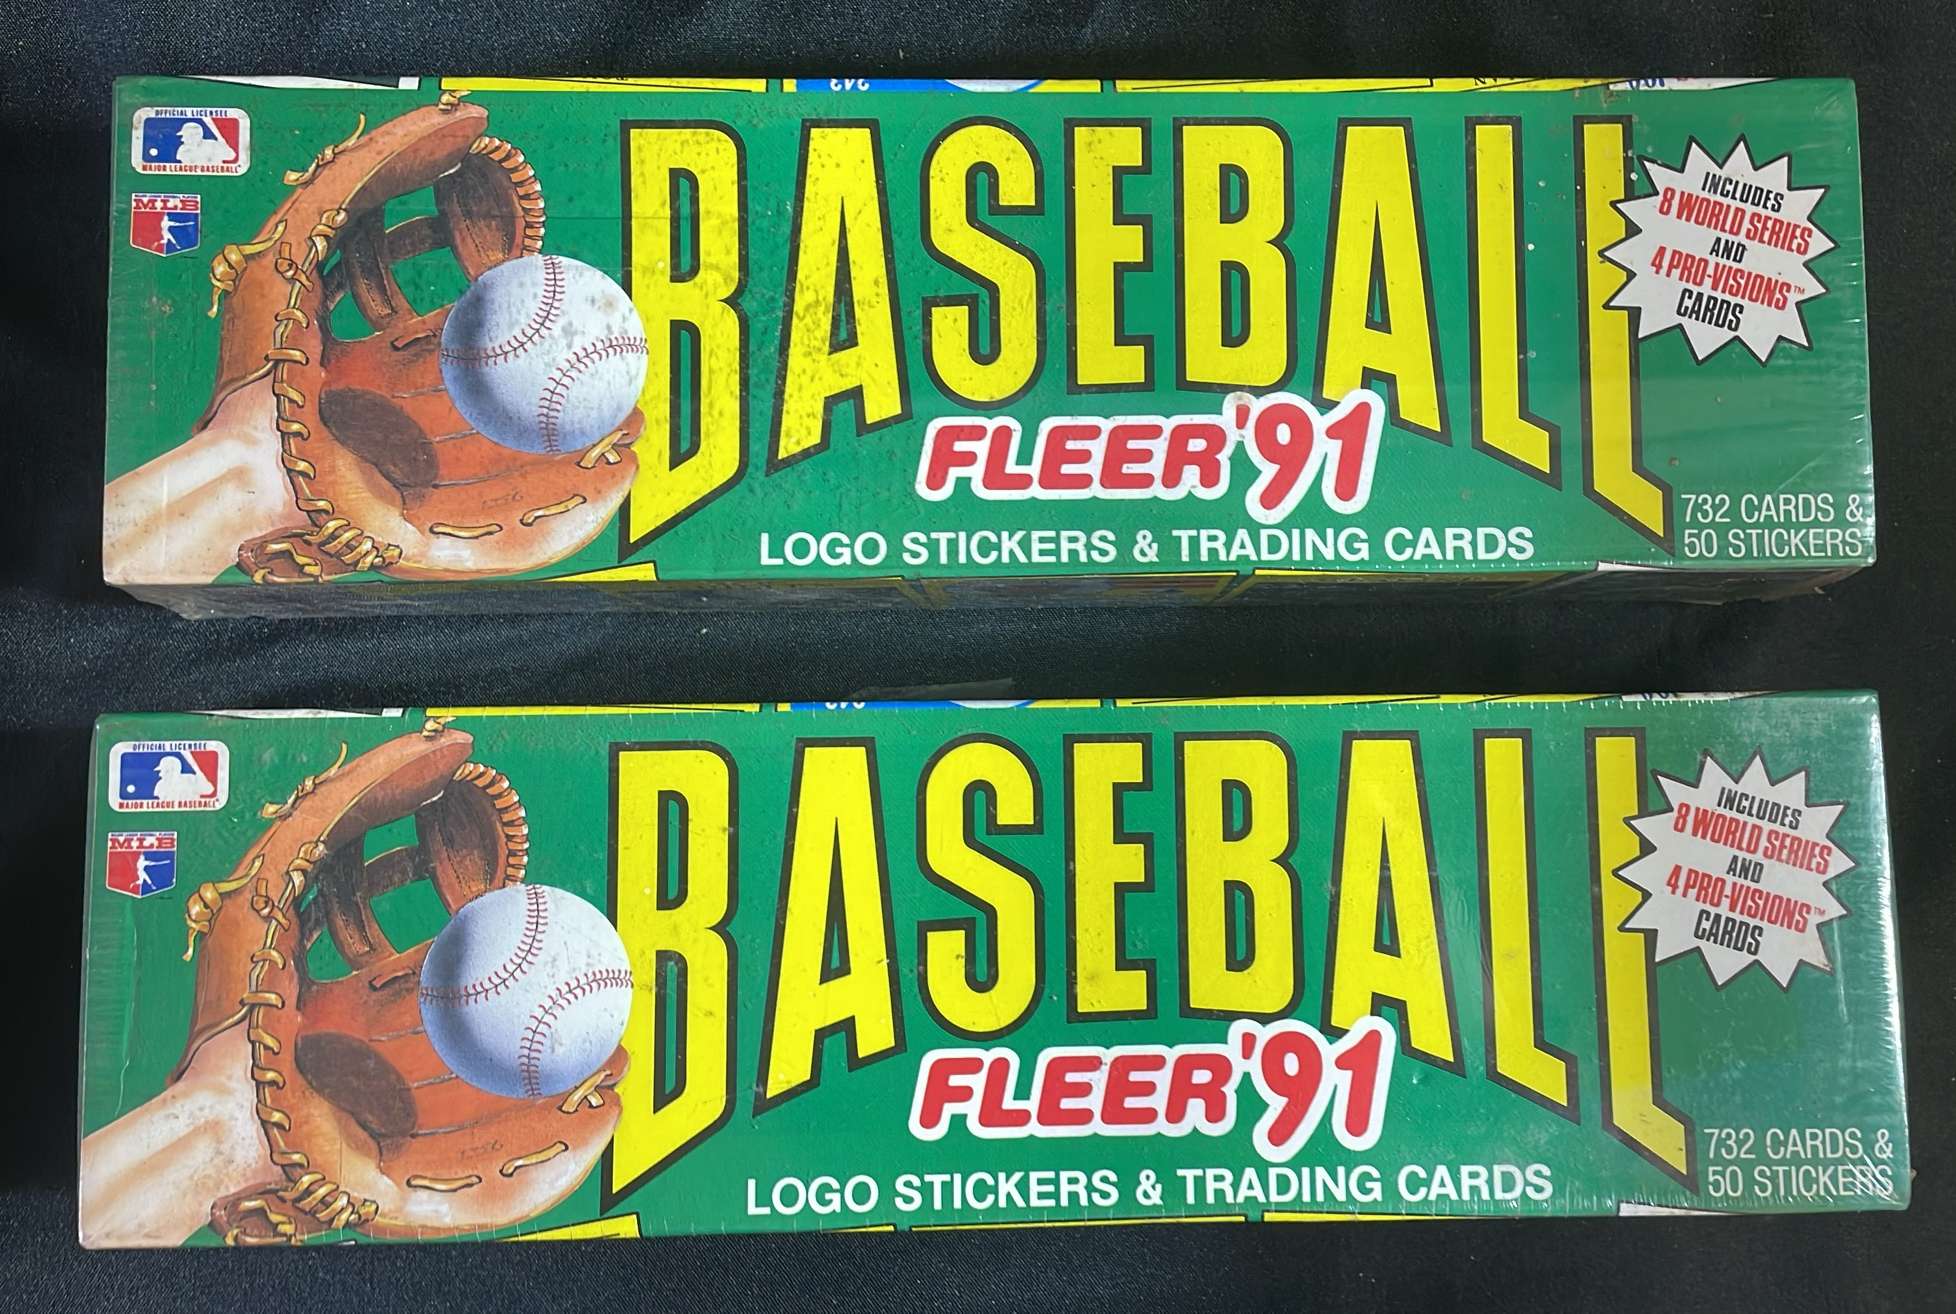 243
OFFICIAL LICENSEE
MAJOR LEAGUE BASEBALL
MLB
BASEBALL
INCLUDES
8 WORLD SERIES
AND
4 PRO-VISIONS™
CARDS
FLEER '91
LOGO STICKERS & TRADING CARDS
732 CARDS &
50 STICKERS
243
OFFICIAL LICENSEE
MAJOR LEAGUE BASEBALL
MLB
BASEBALL
INCLUDES
8 WORLD SERIES
AND
4 PRO-VISIONS™
CARDS
FLEER '91
LOGO STICKERS & TRADING CARDS
732 CARDS &
50 STICKERS